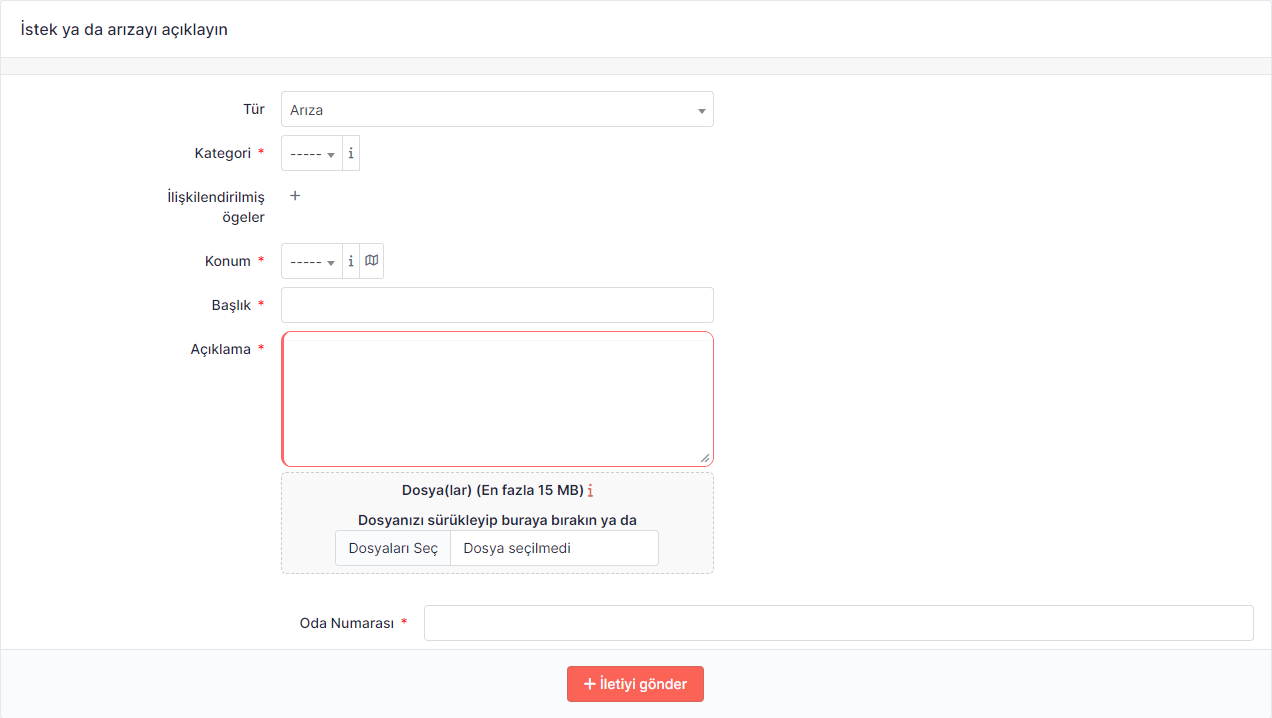 İstek ya da arızayı açıklayın
Tür
Arıza
Kategori *
-----
i
İlişkilendirilmiş
ögeler
+
Konum *
-----
i
Başlık *
Açıklama *
Dosya(lar) (En fazla 15 MB) i
Dosyanızı sürükleyip buraya bırakın ya da
Dosyaları Seç Dosya seçilmedi
Oda Numarası *
+ İletiyi gönder